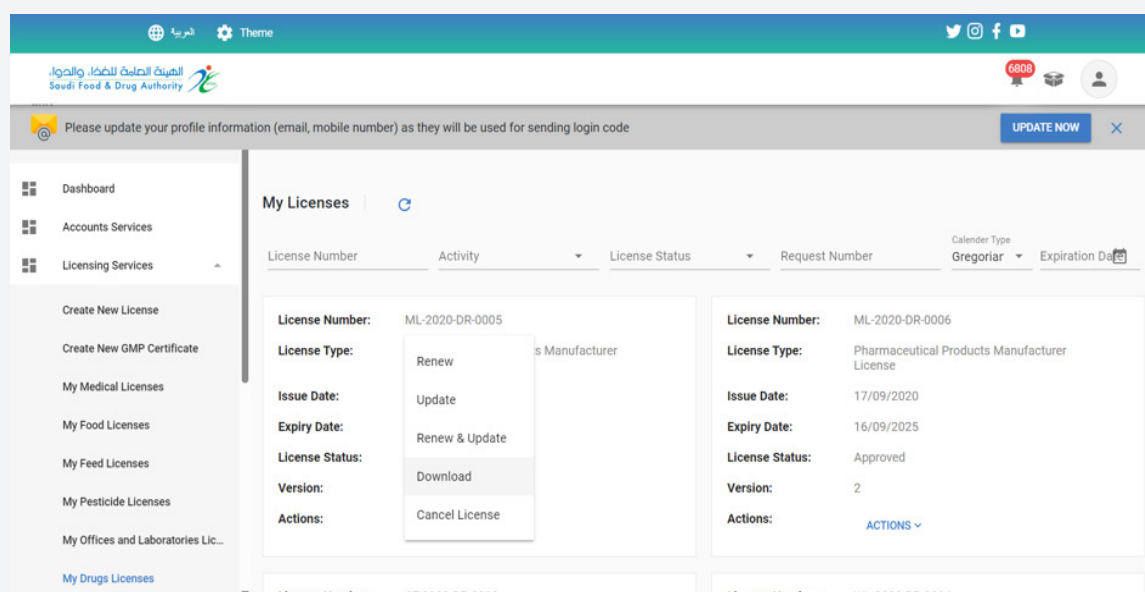 العربية
Theme
الهيئة العامة للغذاء والدواء
Saudi Food & Drug Authority
6808
Please update your profile information (email, mobile number) as they will be used for sending login code
UPDATE NOW
Dashboard
Accounts Services
Licensing Services
Create New License
Create New GMP Certificate
My Medical Licenses
My Food Licenses
My Feed Licenses
My Pesticide Licenses
My Offices and Laboratories Lic...
My Drugs Licenses
My Licenses
License Number
Activity
License Status
Request Number
Calender Type
Gregoriar
Expiration Date
License Number: ML-2020-DR-0005
License Type: s Manufacturer
Issue Date:
Expiry Date:
License Status:
Version:
Actions:
Renew
Update
Renew & Update
Download
Cancel License
License Number: ML-2020-DR-0006
License Type: Pharmaceutical Products Manufacturer
License
Issue Date: 17/09/2020
Expiry Date: 16/09/2025
License Status: Approved
Version: 2
Actions: ACTIONS